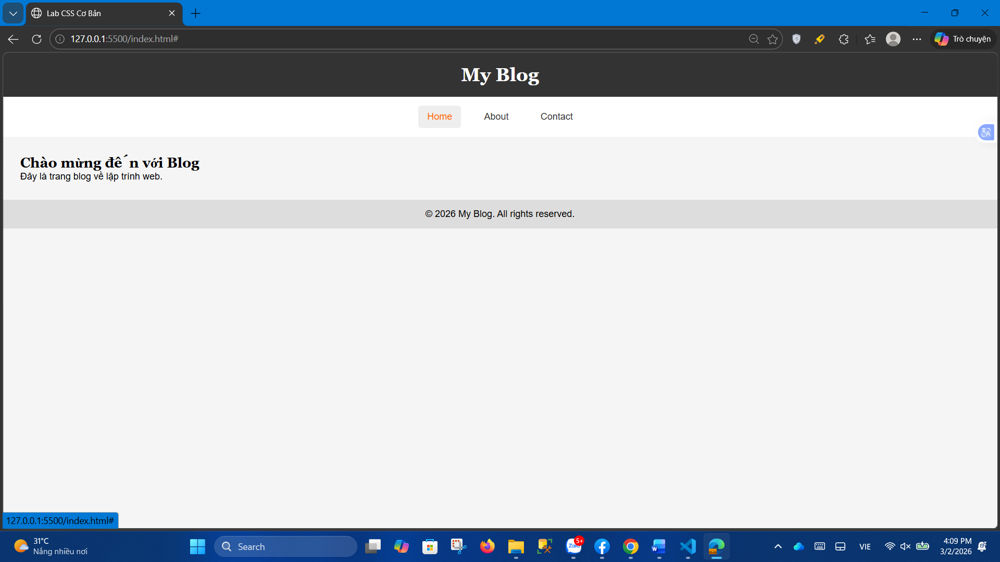 Lab CSS Cơ Bản
127.0.0.1:5500/index.html#
Trò chuyện
My Blog
Home About Contact
Chào mừng đến với Blog
Đây là trang blog về lập trình web.
© 2026 My Blog. All rights reserved.
127.0.0.1:5500/index.html#
31°C
Nắng nhiều nơi
Search
Zalo
5+
W
VIE
4:09 PM
3/2/2026